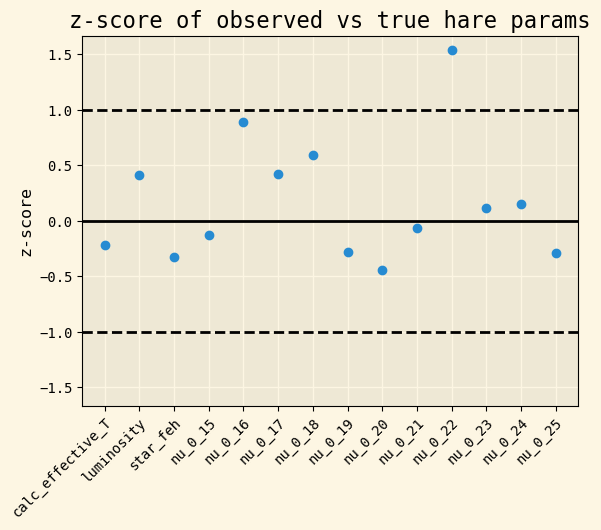 z-score of observed vs true hare params
z-score
1.5
1.0
0.5
0.0
−0.5
−1.0
−1.5
calc_effective_T
luminosity
star_feh
nu_0_15
nu_0_16
nu_0_17
nu_0_18
nu_0_19
nu_0_20
nu_0_21
nu_0_22
nu_0_23
nu_0_24
nu_0_25